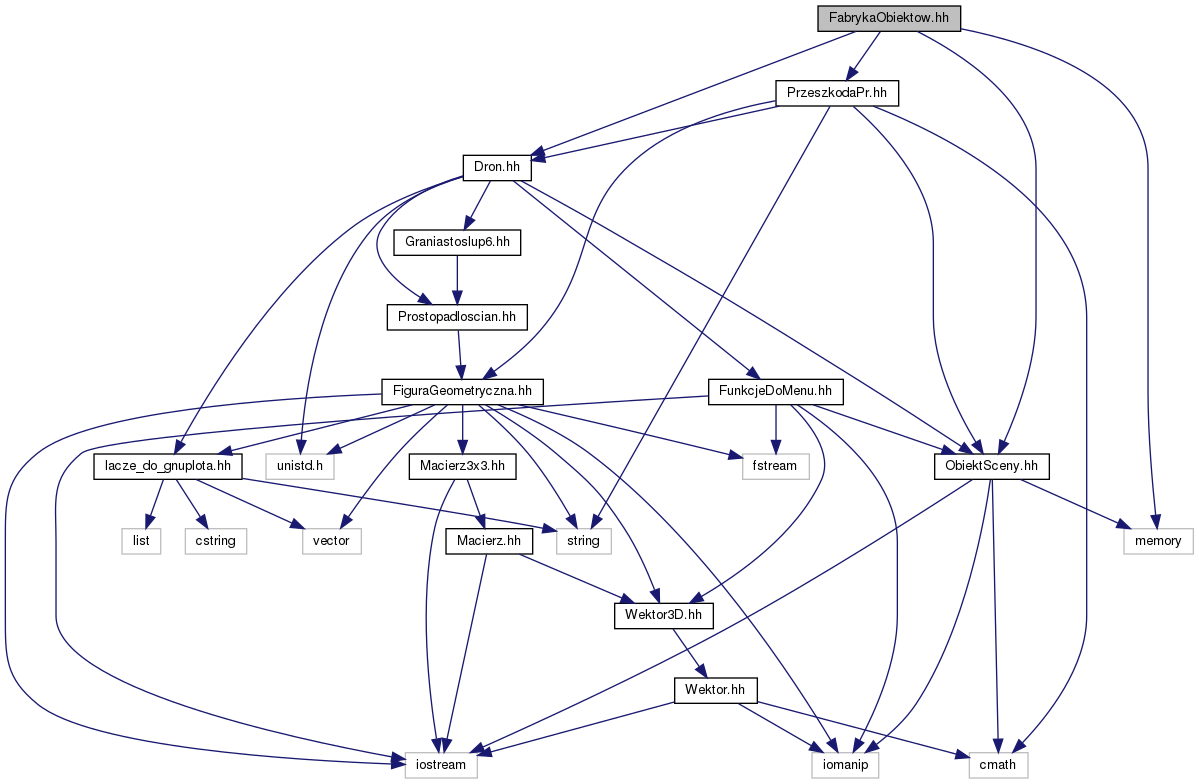 FabrykaObiektow.hh
PrzeszkodaPr.hh
Dron.hh
Graniastoslup6.hh
Prostopadloscian.hh
FiguraGeometryczna.hh
FunkcjeDoMenu.hh
lacze_do_gnuplota.hh
unistd.h
Macierz3x3.hh
fstream
ObiektSceny.hh
list
cstring
vector
Macierz.hh
string
memory
Wektor3D.hh
Wektor.hh
iostream
iomanip
cmath